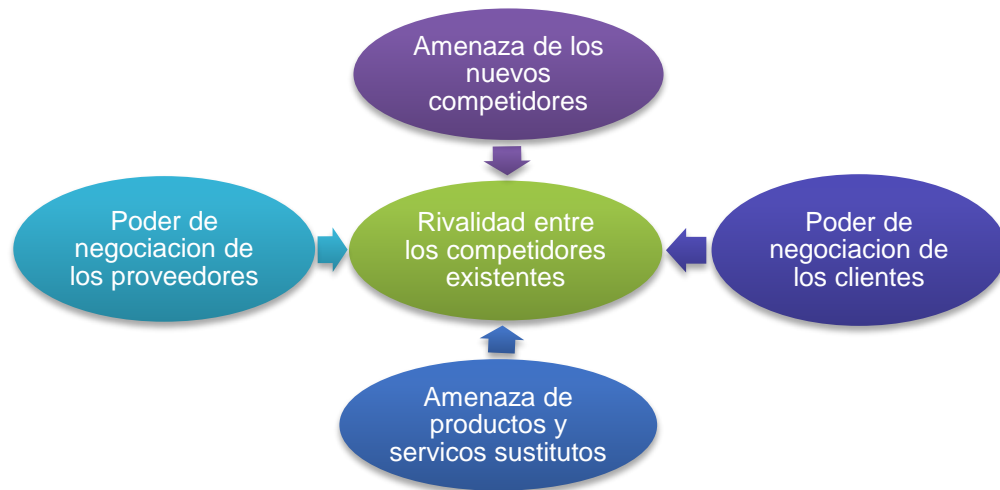 Amenaza de los
nuevos
competidores
Poder de
negociacion de
los proveedores
Rivalidad entre
los competidores
existentes
Poder de
negociacion de
los clientes
Amenaza de
productos y
servicos sustitutos